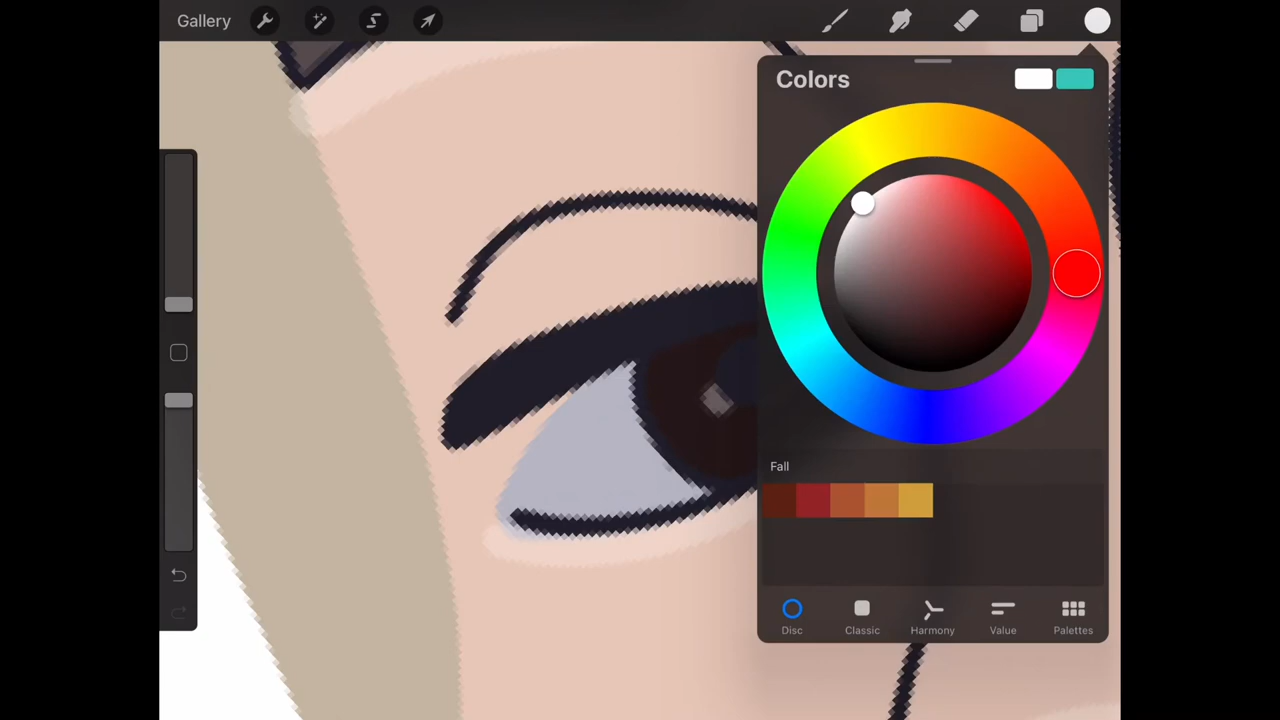 Gallery
Colors
Fall
Disc
Classic
Harmony
Value
Palettes